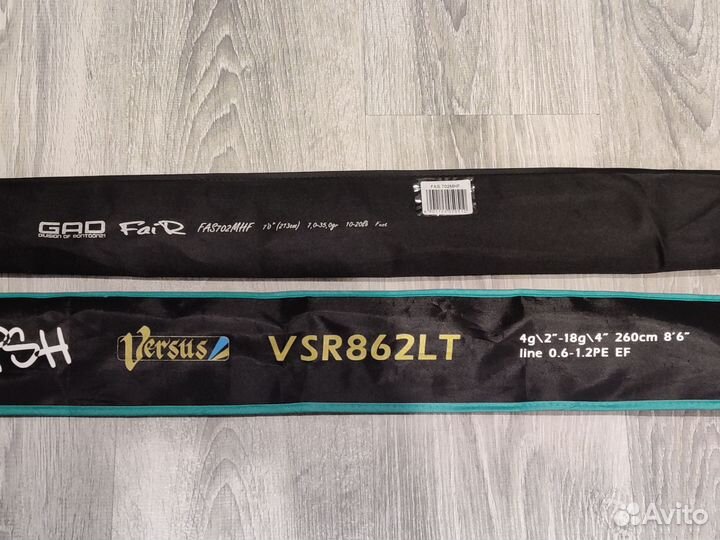 FAS 702MHF
GAD FaiR FAS702MHF 7'0" (213cm) 7,0-35,0gr 10-20Lb Fast
DIVISION OF PONTOON21
SH Versus VSR862LT
4g\2"-18g\4" 260cm 8'6"
line 0.6-1.2PE EF
Avito